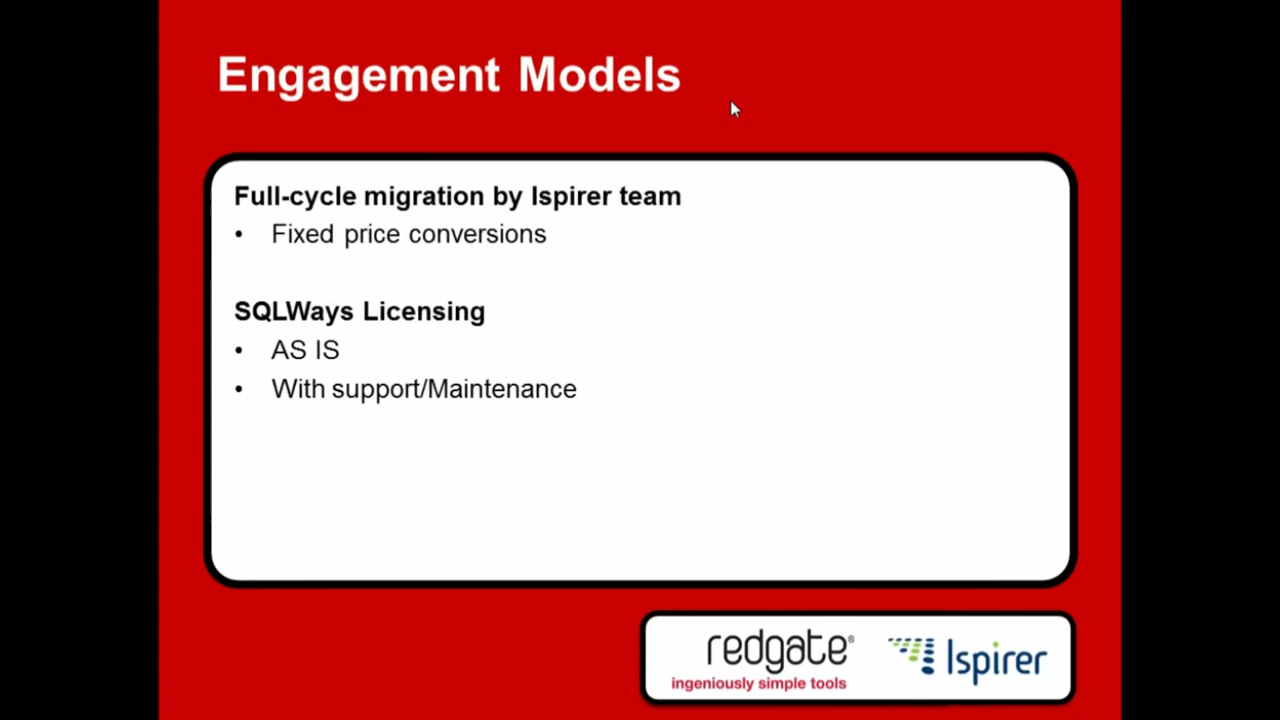 Engagement Models
Full-cycle migration by Ispirer team
• Fixed price conversions
SQLWays Licensing
• AS IS
• With support/Maintenance
redgate®
ingeniously simple tools
Ispirer